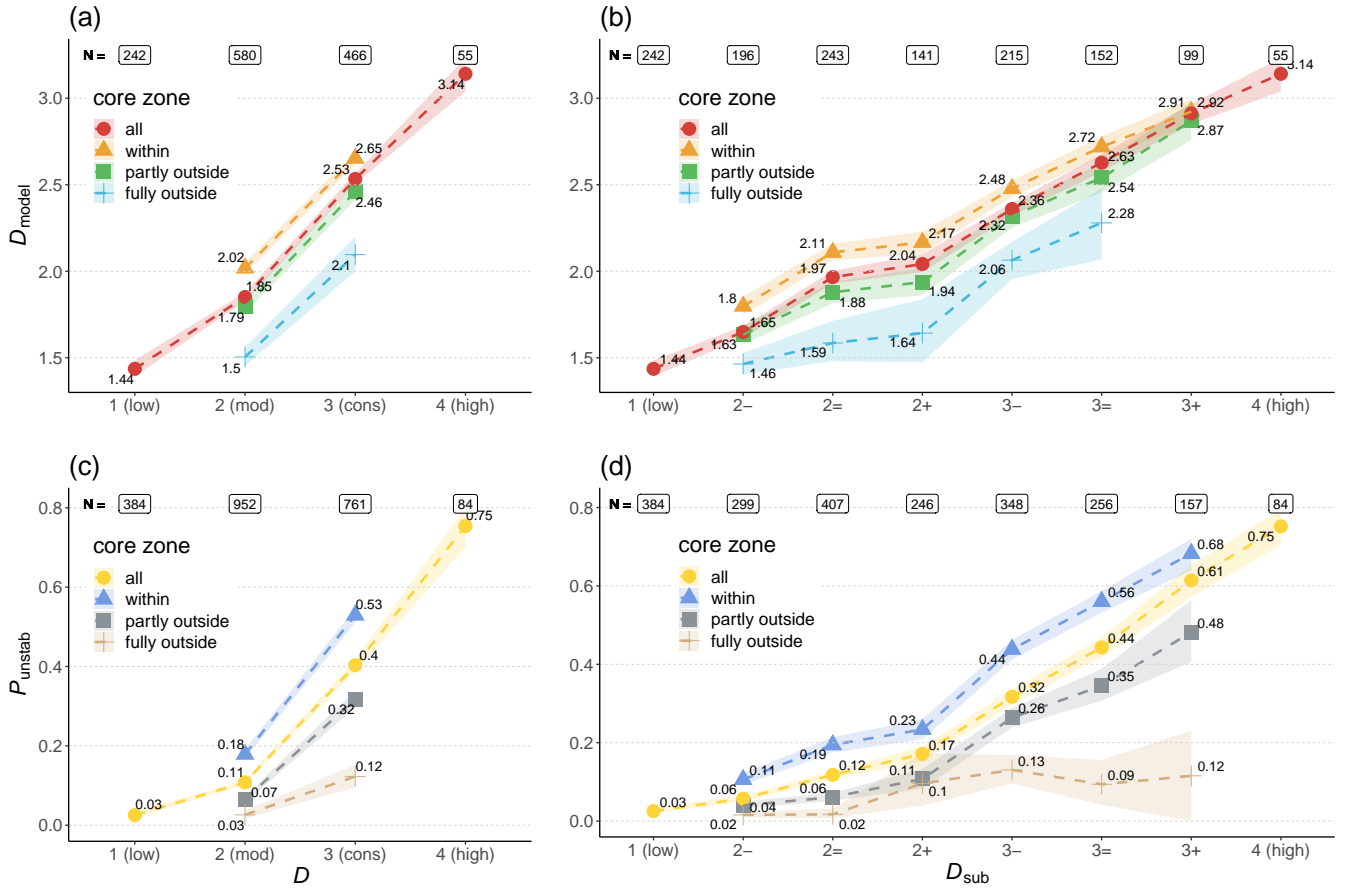 (a)
N = 242 580 466 55
core zone
all
within
partly outside
fully outside
3.14
2.65
2.53
2.46
2.02
1.85
1.79
2.1
1.5
1.44
3.0
2.5
2.0
1.5
Dmodel
1 (low) 2 (mod) 3 (cons) 4 (high)
(b)
N = 242 196 243 141 215 152 99 55
core zone
all
within
partly outside
fully outside
3.14
2.91 2.92
2.87
2.72
2.63
2.54
2.48
2.36
2.32
2.28
2.17
2.11
2.04
2.06
1.97
1.94
1.88
1.8
1.65
1.63
1.64
1.59
1.46
1.44
1 (low) 2− 2= 2+ 3− 3= 3+ 4 (high)
(c)
N = 384 952 761 84
core zone
all
within
partly outside
fully outside
0.75
0.53
0.4
0.32
0.18
0.11
0.12
0.07
0.03
0.03
0.8
0.6
0.4
0.2
0.0
Punstab
1 (low) 2 (mod) 3 (cons) 4 (high)
D
(d)
N = 384 299 407 246 348 256 157 84
core zone
all
within
partly outside
fully outside
0.75
0.68
0.61
0.56
0.48
0.44
0.44
0.35
0.32
0.26
0.23
0.19
0.17
0.13
0.12
0.12
0.11
0.11
0.1
0.09
0.06
0.06
0.04
0.03
0.02
0.02
0.8
0.6
0.4
0.2
0.0
1 (low) 2− 2= 2+ 3− 3= 3+ 4 (high)
Dsub